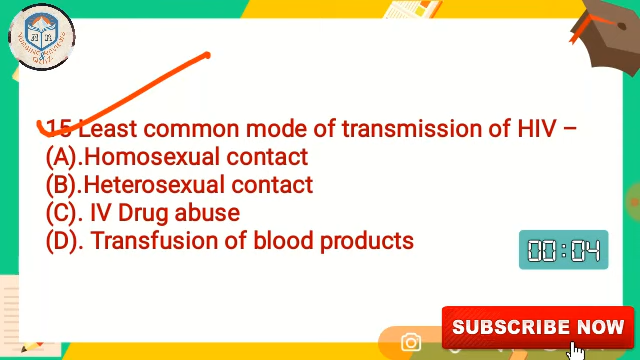 15 Least common mode of transmission of HIV –
(A).Homosexual contact
(B).Heterosexual contact
(C). IV Drug abuse
(D). Transfusion of blood products
00:04
SUBSCRIBE NOW